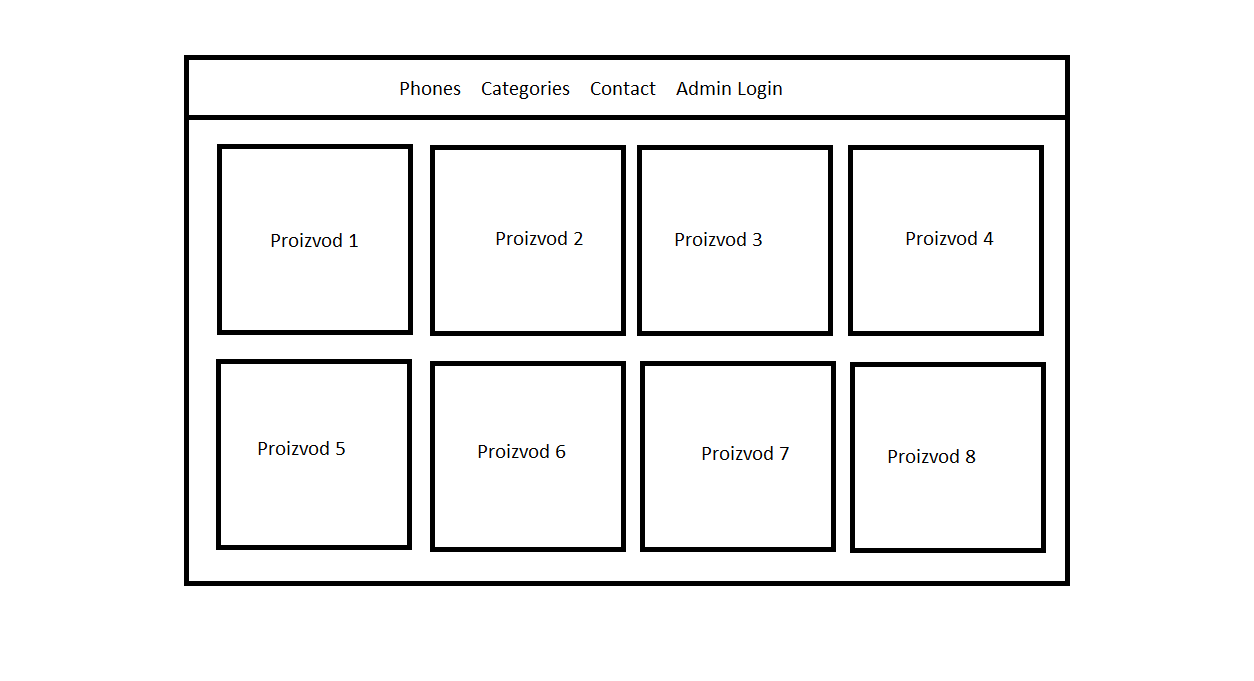 Phones Categories Contact Admin Login
Proizvod 1
Proizvod 2
Proizvod 3
Proizvod 4
Proizvod 5
Proizvod 6
Proizvod 7
Proizvod 8